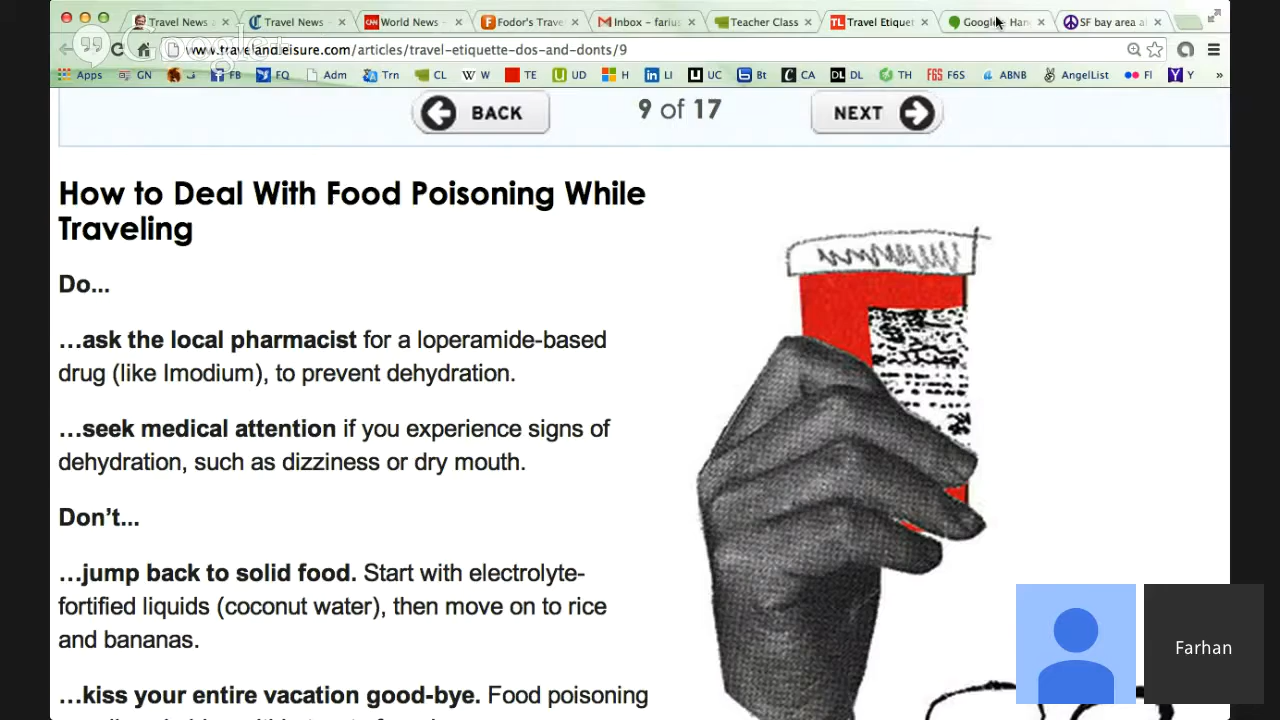 Travel News
Travel News
World News -
Fodor's Trave
Inbox – farius
Teacher Class
Travel Etiquet
Google+ Han
SF bay area a
Google+
www.travelandleisure.com/articles/travel-etiquette-dos-and-donts/9
Apps GN FB FQ Adm Trn CL W W TE UD H LI UC Bt CA DL DL TH FGS F6S ABNB AngelList Fl Y »
BACK 9 of 17 NEXT
How to Deal With Food Poisoning While
Traveling
Do...
…ask the local pharmacist for a loperamide-based
drug (like Imodium), to prevent dehydration.
…seek medical attention if you experience signs of
dehydration, such as dizziness or dry mouth.
Don't...
…jump back to solid food. Start with electrolyte-
fortified liquids (coconut water), then move on to rice
and bananas.
…kiss your entire vacation good-bye. Food poisoning
Farhan